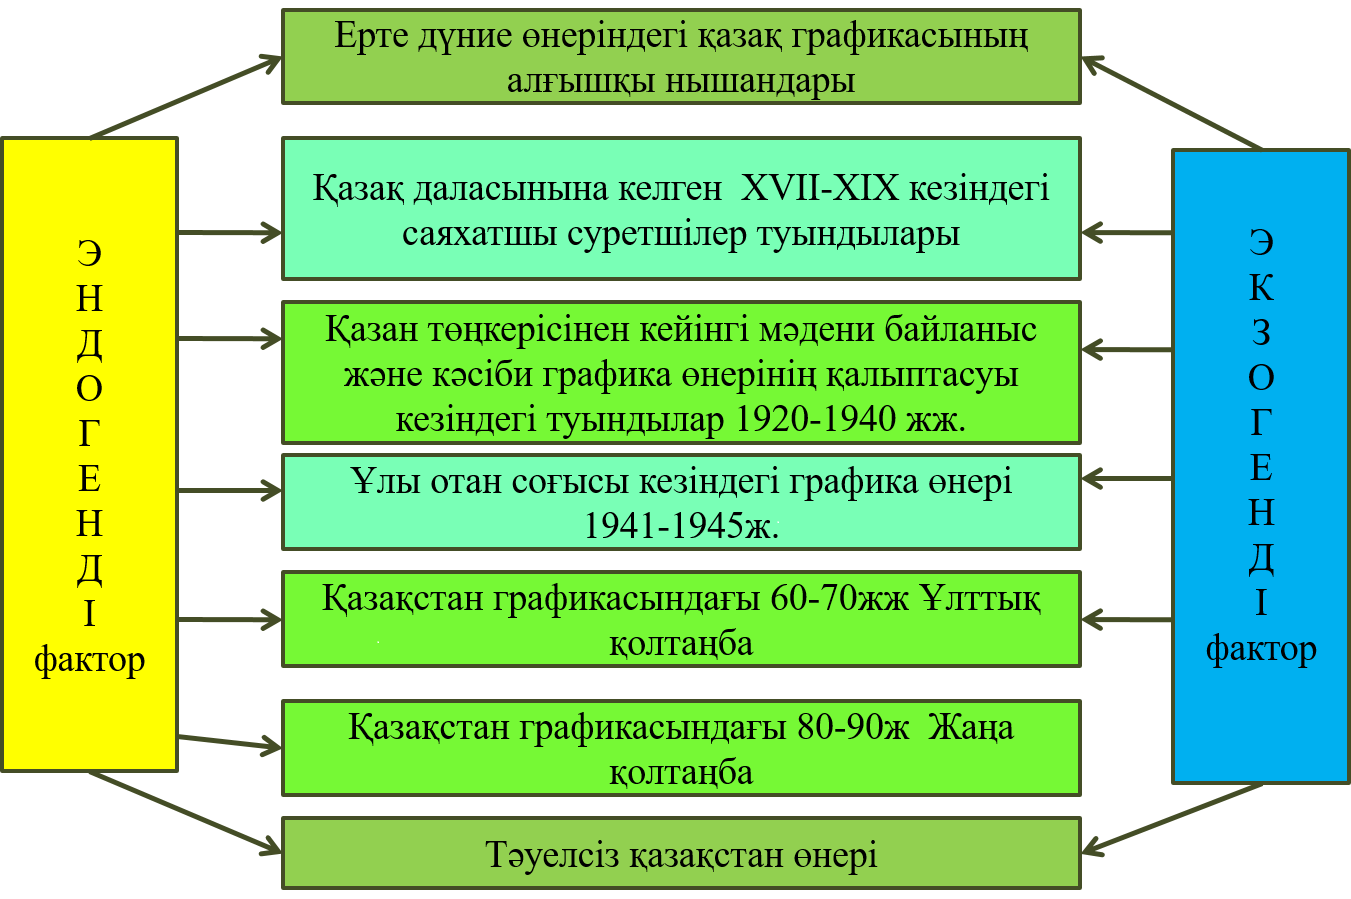 Ерте дүние өнеріндегі қазақ графикасының
алғышқы нышандары
Э
Н
Д
О
Г
Е
Н
Д
І
фактор
Қазақ даласынына келген  XVII-XIX кезіндегі
саяхатшы суретшілер туындылары
Қазан төңкерісінен кейінгі мәдени байланыс
және кәсіби графика өнерінің қалыптасуы
кезіндегі туындылар 1920-1940 жж.
Ұлы отан соғысы кезіндегі графика өнері
1941-1945ж.
Қазақстан графикасындағы 60-70жж Ұлттық
қолтаңба
Қазақстан графикасындағы 80-90ж  Жаңа
қолтаңба
Тәуелсіз қазақстан өнері
Э
К
З
О
Г
Е
Н
Д
І
фактор